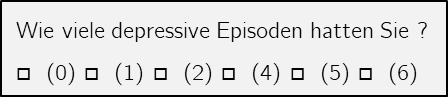 Wie viele depressive Episoden hatten Sie ?
□ (0) □ (1) □ (2) □ (4) □ (5) □ (6)